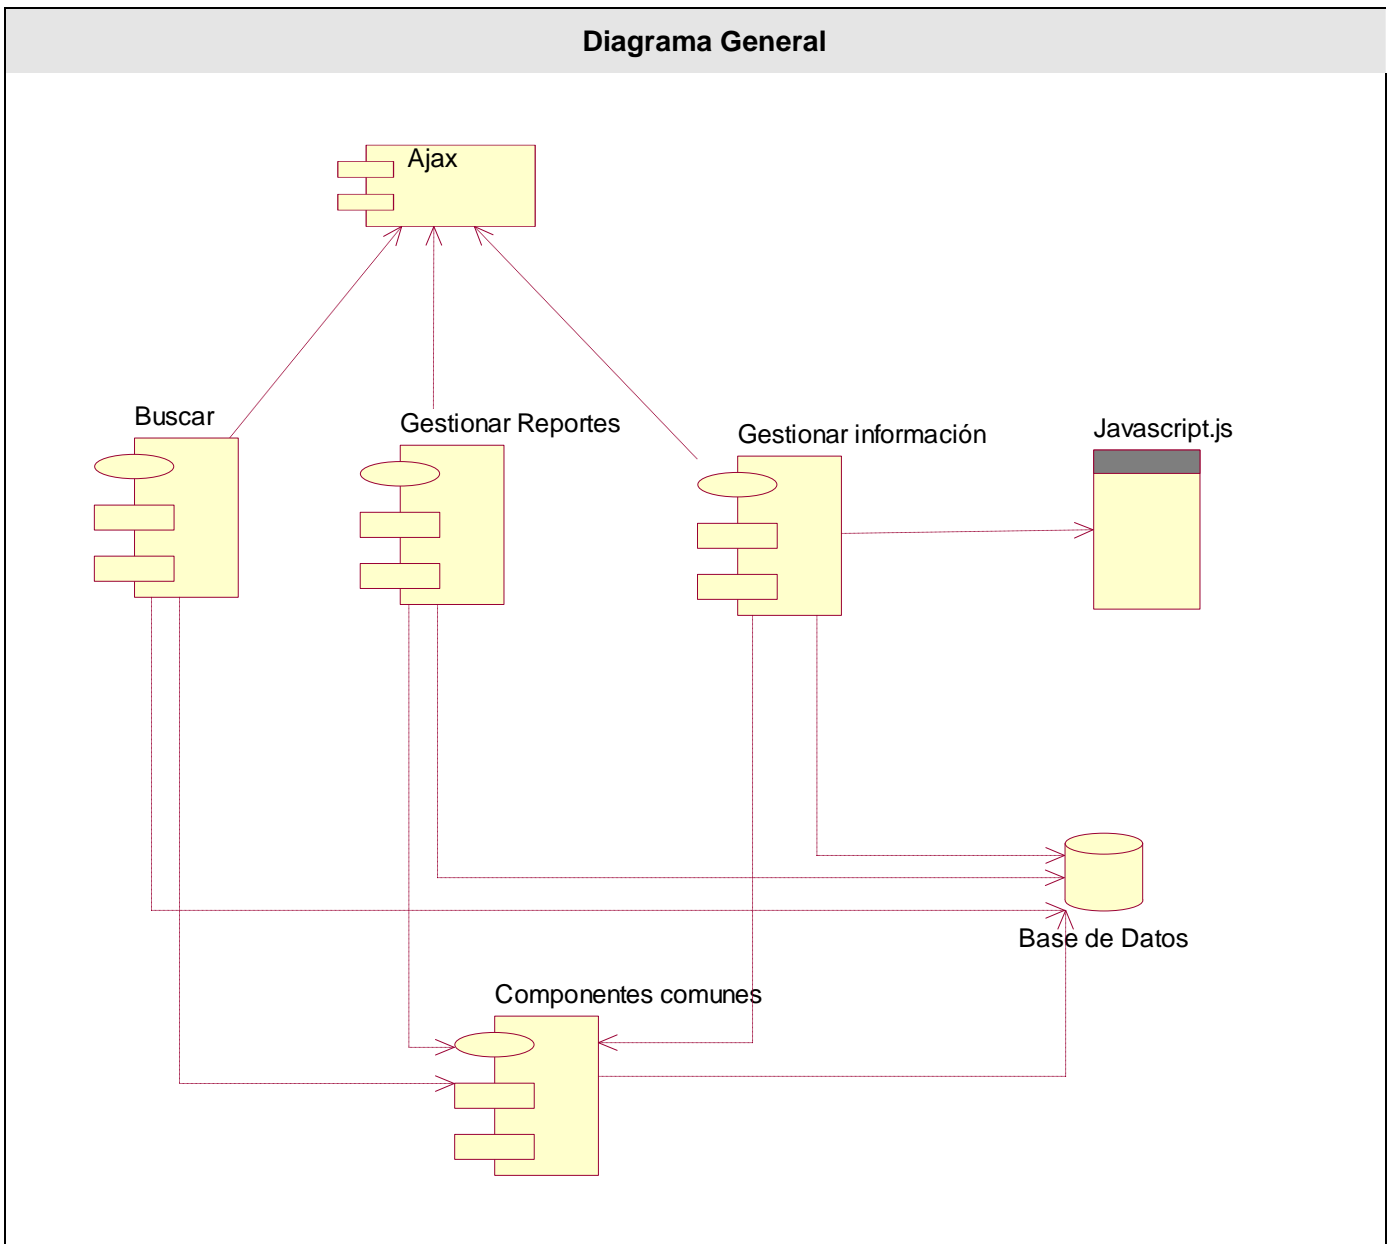 Diagrama General
Ajax
Buscar
Gestionar Reportes
Gestionar información
Javascript.js
Base de Datos
Componentes comunes